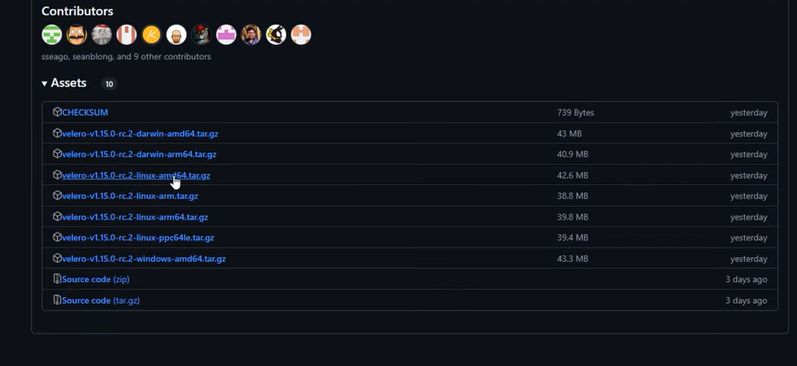 Contributors
sseago, seanblong, and 9 other contributors
Assets 10
CHECKSUM 739 Bytes yesterday
velero-v1.15.0-rc.2-darwin-amd64.tar.gz 43 MB yesterday
velero-v1.15.0-rc.2-darwin-arm64.tar.gz 40.9 MB yesterday
velero-v1.15.0-rc.2-linux-amd64.tar.gz 42.6 MB yesterday
velero-v1.15.0-rc.2-linux-arm.tar.gz 38.8 MB yesterday
velero-v1.15.0-rc.2-linux-arm64.tar.gz 39.8 MB yesterday
velero-v1.15.0-rc.2-linux-ppc64le.tar.gz 39.4 MB yesterday
velero-v1.15.0-rc.2-windows-amd64.tar.gz 43.3 MB yesterday
Source code (zip) 3 days ago
Source code (tar.gz) 3 days ago